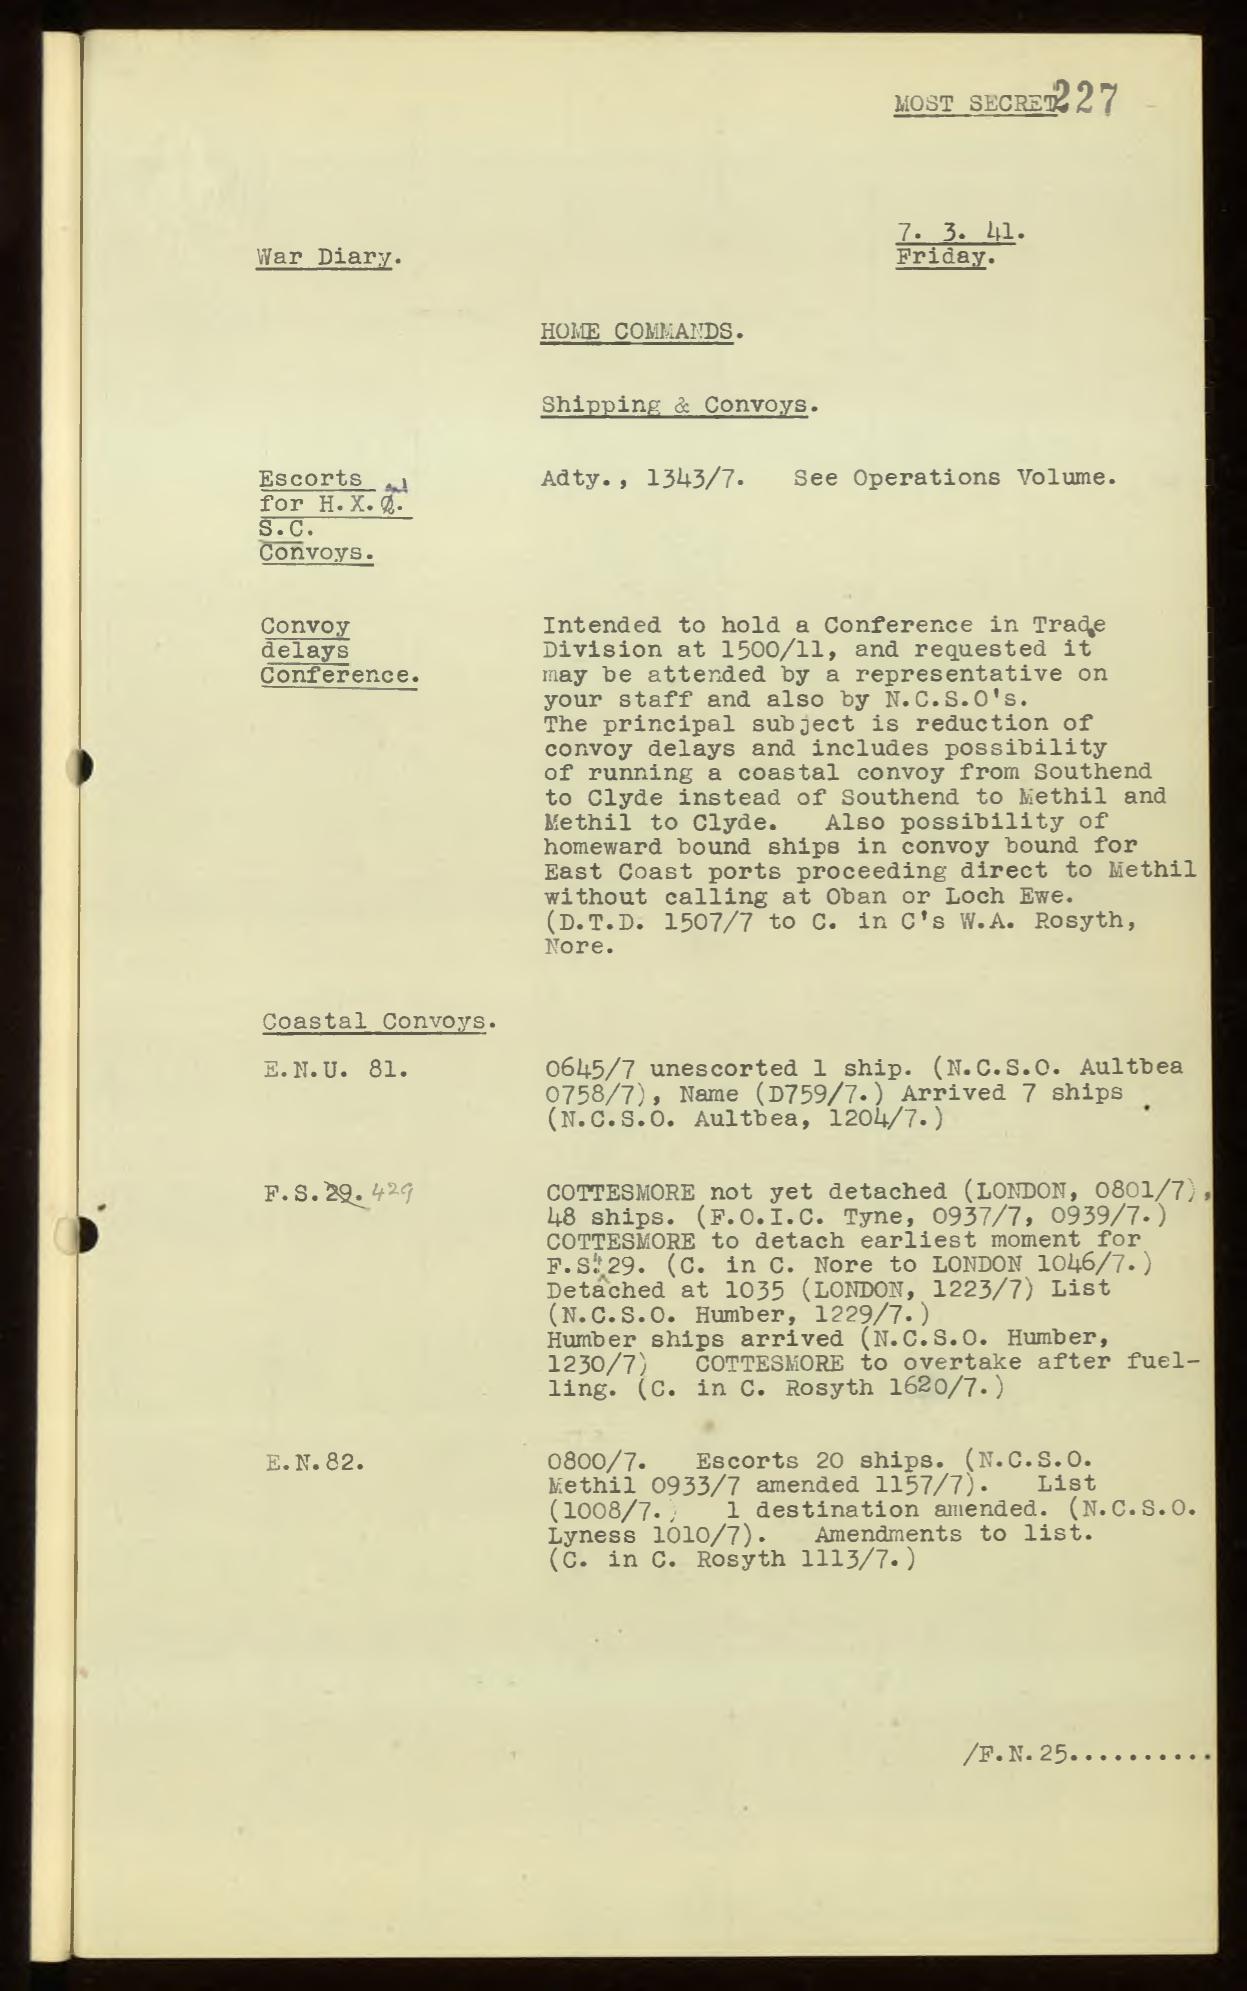 MOST SECRET 227
7. 3. 41.
War Diary.
Friday.
HOME COMMANDS.
Shipping & Convoys.
Escorts
for H.X. and
S.C.
Convoys.
Adty., 1343/7. See Operations Volume.
Convoy
delays
Conference.
Intended to hold a Conference in Trade
Division at 1500/11, and requested it
may be attended by a representative on
your staff and also by N.C.S.O's.
The principal subject is reduction of
convoy delays and includes possibility
of running a coastal convoy from Southend
to Clyde instead of Southend to Methil and
Methil to Clyde. Also possibility of
homeward bound ships in convoy bound for
East Coast ports proceeding direct to Methil
without calling at Oban or Loch Ewe.
(D.T.D. 1507/7 to C. in C's W.A. Rosyth,
Nore.
Coastal Convoys.
E.N.U. 81.
0645/7 unescorted 1 ship. (N.C.S.O. Aultbea
0758/7), Name (D759/7.) Arrived 7 ships
(N.C.S.O. Aultbea, 1204/7.)
F.S.29. 429
COTTESMORE not yet detached (LONDON, 0801/7),
48 ships. (F.O.I.C. Tyne, 0937/7, 0939/7.)
COTTESMORE to detach earliest moment for
F.S.429. (C. in C. Nore to LONDON 1046/7.)
Detached at 1035 (LONDON, 1223/7) List
(N.C.S.O. Humber, 1229/7.)
Humber ships arrived (N.C.S.O. Humber,
1230/7) COTTESMORE to overtake after fuel-
ling. (C. in C. Rosyth 1620/7.)
E.N.82.
0800/7. Escorts 20 ships. (N.C.S.O.
Methil 0933/7 amended 1157/7). List
(1008/7.) 1 destination amended. (N.C.S.O.
Lyness 1010/7). Amendments to list.
(C. in C. Rosyth 1113/7.)
/F.N.25..........